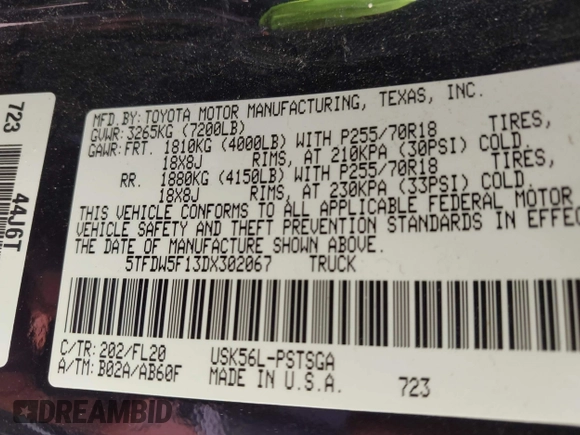 MFD.BY: TOYOTA MOTOR MANUFACTURING, TEXAS, INC.
GVWR: 3265KG (7200LB)
GAWR: FRT. 1810KG (4000LB) WITH P255/70R18 TIRES,
18X8J RIMS, AT 210KPA (30PSI) COLD.
RR. 1880KG (4150LB) WITH P255/70R18 TIRES,
18X8J RIMS, AT 230KPA (33PSI) COLD.
THIS VEHICLE CONFORMS TO ALL APPLICABLE FEDERAL MOTOR
VEHICLE SAFETY AND THEFT PREVENTION STANDARDS IN EFFEC
THE DATE OF MANUFACTURE SHOWN ABOVE.
5TFDW5F13DX302067 TRUCK
C/TR: 202/FL20 USK56L-PSTSGA
A/TM: B02A/AB60F MADE IN U.S.A. 723
723
44J6T
DREAMBID